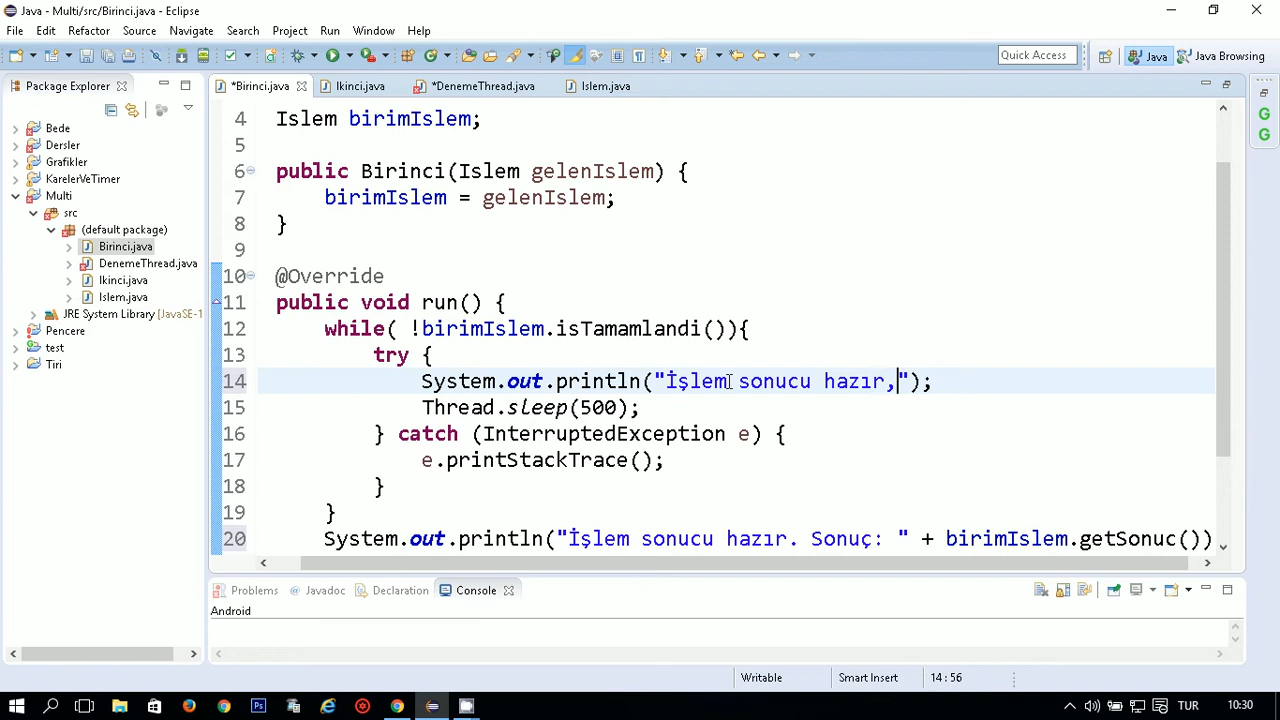 Java - Multi/src/Birinci.java - Eclipse
File Edit Refactor Source Navigate Search Project Run Window Help
Quick Access
Java
Java Browsing
Package Explorer
*Birinci.java
Ikinci.java
*DenemeThread.java
Islem.java
Bede
Dersler
Grafikler
KarelerVeTimer
Multi
src
(default package)
Birinci.java
DenemeThread.java
Ikinci.java
Islem.java
JRE System Library [JavaSE-1
Pencere
test
Tiri
4 Islem birimIslem;
5
6 public Birinci(Islem gelenIslem) {
7 birimIslem = gelenIslem;
8 }
9
10 @Override
11 public void run() {
12 while( !birimIslem.isTamamlandi()){
13 try {
14 System.out.println("İşlem sonucu hazır,");
15 Thread.sleep(500);
16 } catch (InterruptedException e) {
17 e.printStackTrace();
18 }
19 }
20 System.out.println("İşlem sonucu hazır. Sonuç: " + birimIslem.getSonuc())
Problems
@ Javadoc
Declaration
Console
Android
Writable
Smart Insert
14 : 56
TUR
10:30